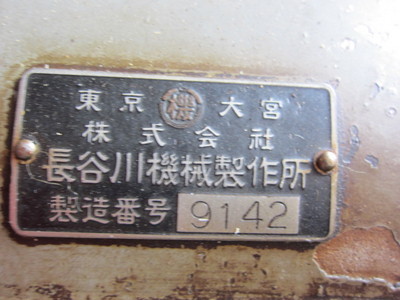 東京 機 大宮
株式会社
長谷川機械製作所
製造番号 9142